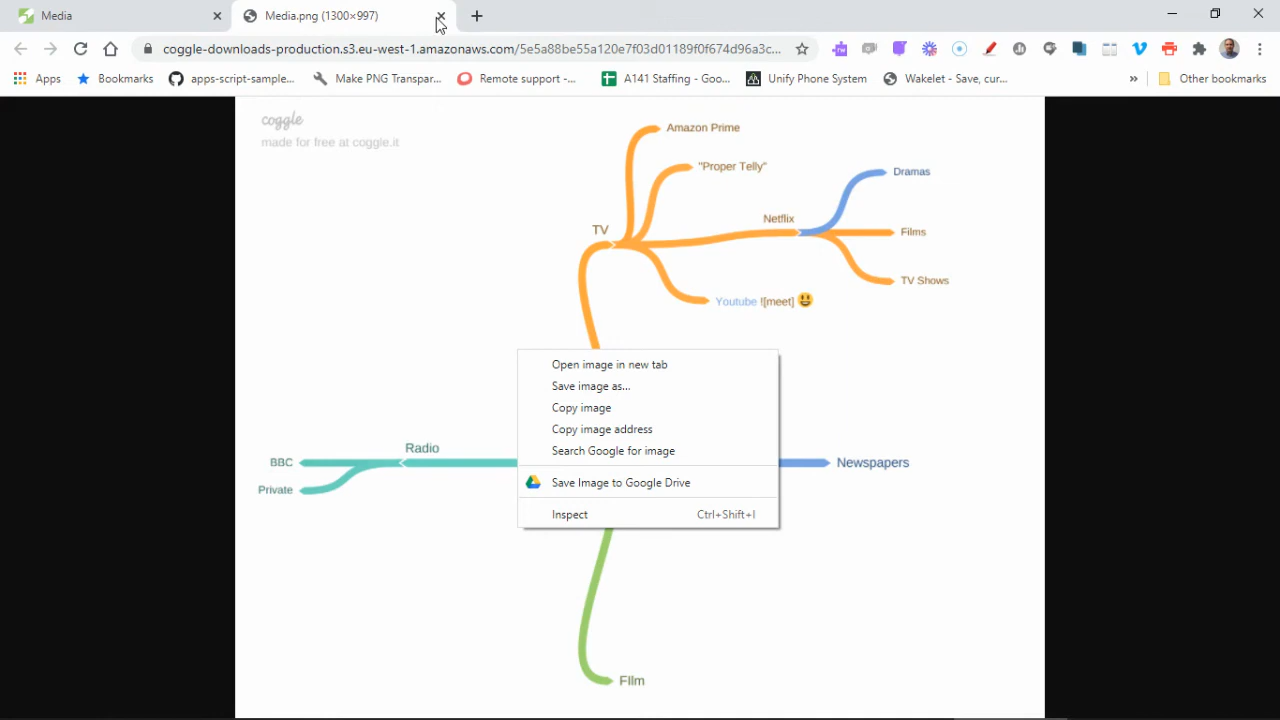 Media
Media.png (1300×997)
coggle-downloads-production.s3.eu-west-1.amazonaws.com/5e5a88be55a120e7f03d01189f0f674d96a3c...
Apps
Bookmarks
apps-script-sample...
Make PNG Transpar...
Remote support -...
A141 Staffing - Goo...
Unify Phone System
Wakelet - Save, cur...
»
Other bookmarks
coggle
made for free at coggle.it
Amazon Prime
"Proper Telly"
Dramas
Netflix
TV
Films
TV Shows
Youtube ![meet] 😃
Open image in new tab
Save image as...
Copy image
Copy image address
Search Google for image
Save Image to Google Drive
Inspect Ctrl+Shift+I
Radio
BBC
Private
Newspapers
FIlm